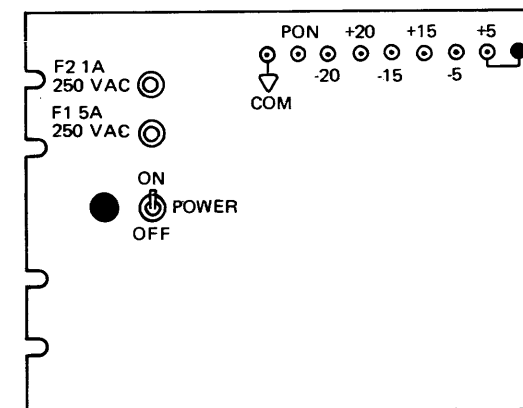 PON +20 +15 +5
-20 -15 -5
COM
F2 1A
250 VAC
F1 5A
250 VAC
ON
POWER
OFF